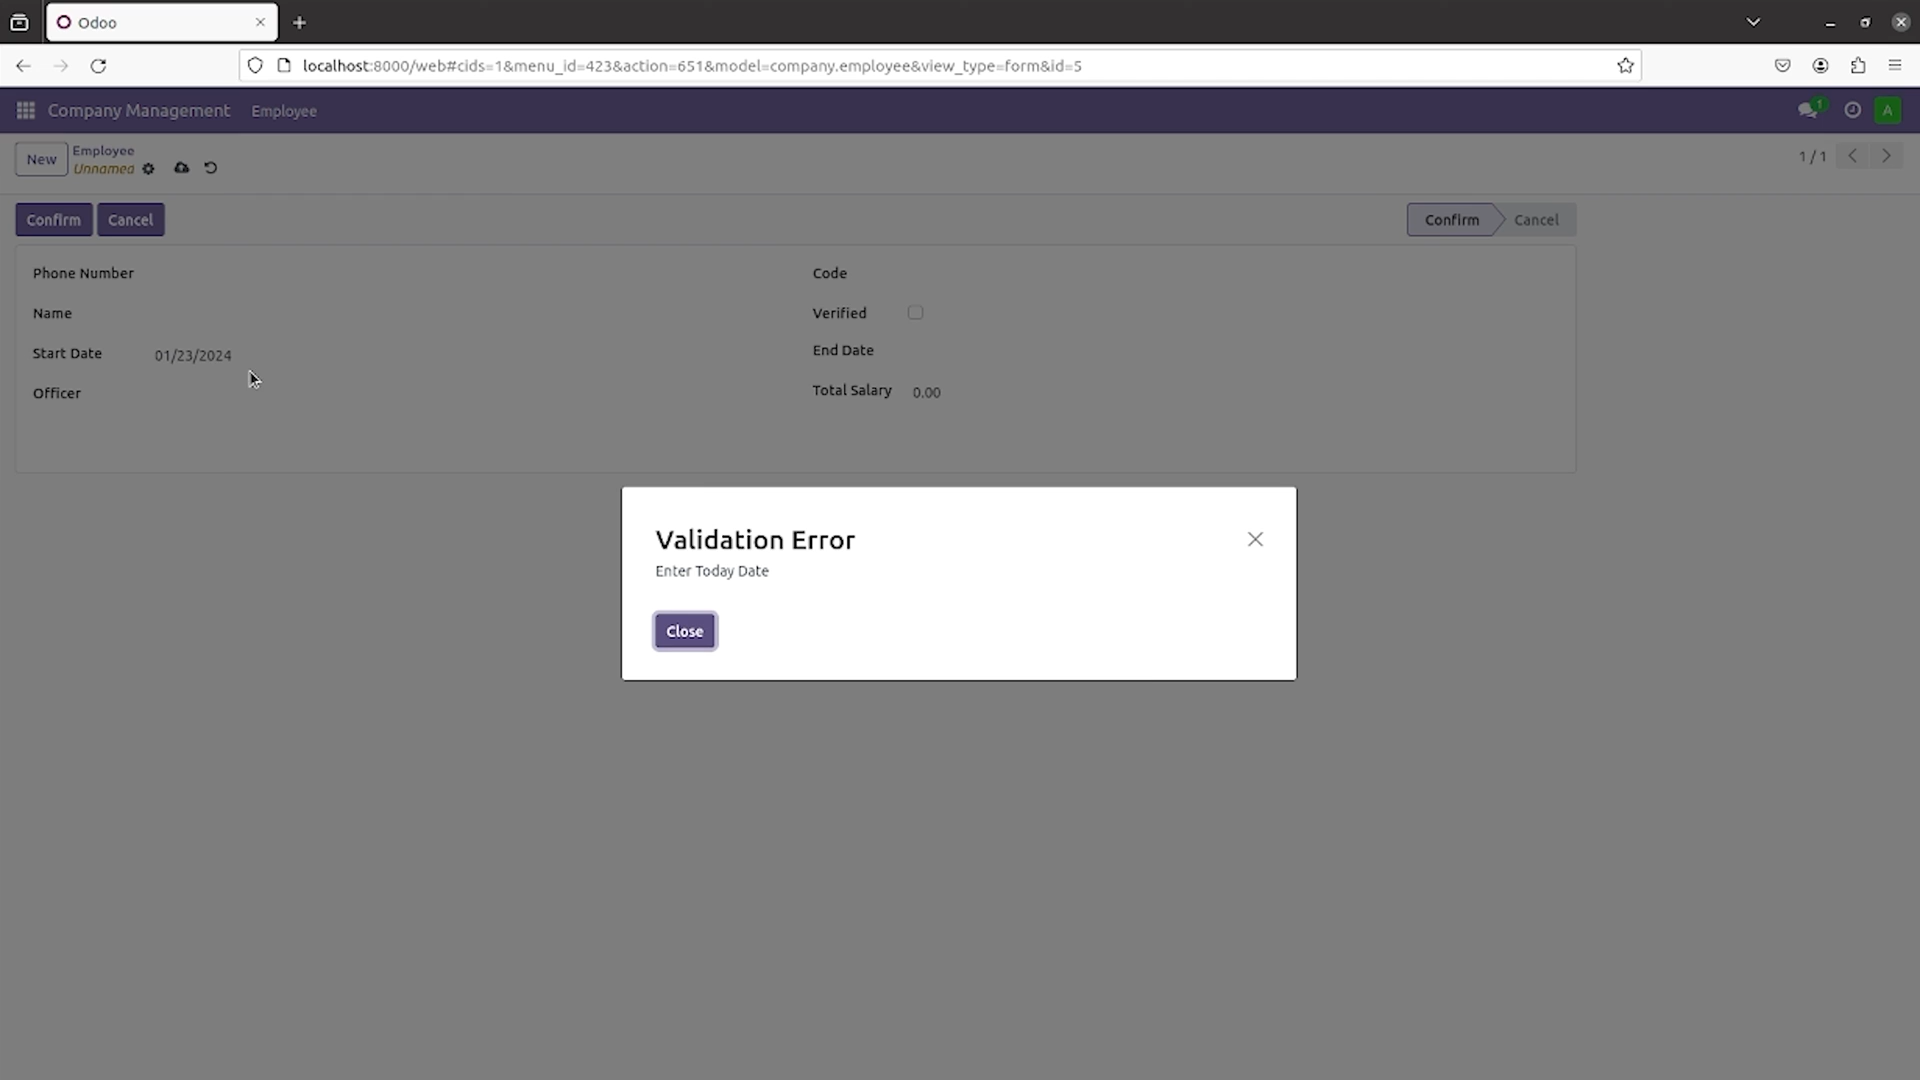 Odoo
localhost:8000/web#cids=1&menu_id=423&action=651&model=company.employee&view_type=form&id=5
Company Management Employee 1 A
New Employee
Unnamed 1 / 1
Confirm Cancel Confirm Cancel
Phone Number Code
Name Verified
Start Date 01/23/2024 End Date
Officer Total Salary 0.00
Validation Error
Enter Today Date
Close